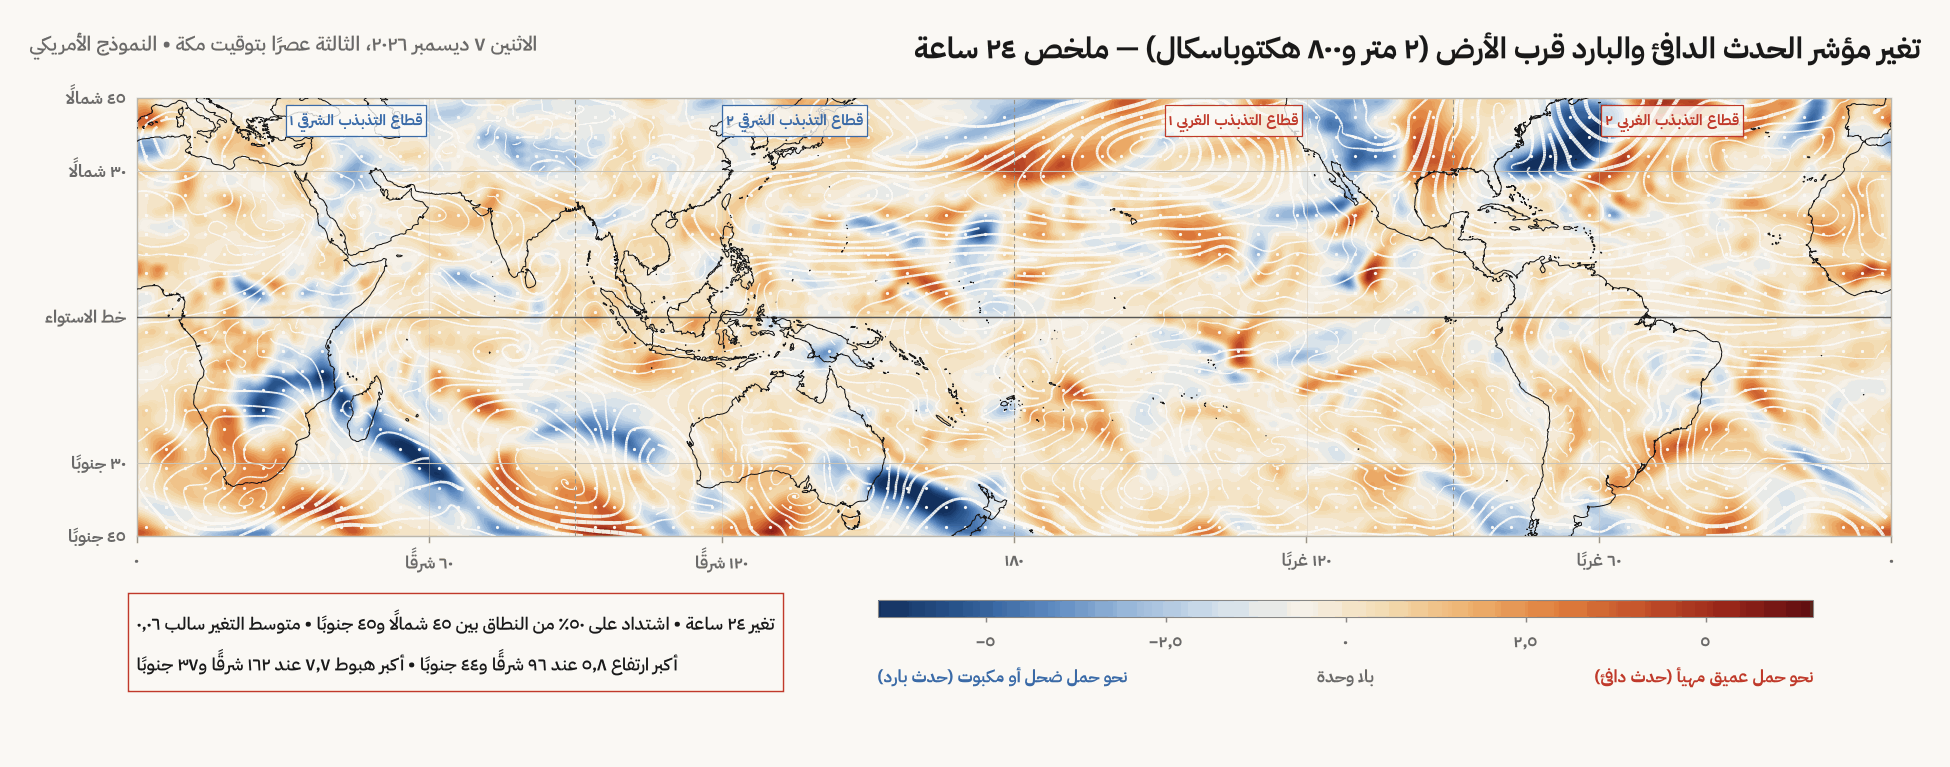 تغير مؤشر الحدث الدافئ والبارد قرب الأرض (٢ متر و٨٠٠ هكتوباسكال) — ملخص ٢٤ ساعة
الاثنين ٧ ديسمبر ٢٠٢٦، الثالثة عصرًا بتوقيت مكة • النموذج الأمريكي
قطاع التذبذب الشرقي ١
قطاع التذبذب الشرقي ٢
قطاع التذبذب الغربي ١
قطاع التذبذب الغربي ٢
٤٥ شمالًا
٣٠ شمالًا
خط الاستواء
٣٠ جنوبًا
٤٥ جنوبًا
٠
٦٠ شرقًا
١٢٠ شرقًا
١٨٠
١٢٠ غربًا
٦٠ غربًا
٠
تغير ٢٤ ساعة • اشتداد على ٥٠٪ من النطاق بين ٤٥ شمالًا و٤٥ جنوبًا • متوسط التغير سالب ٠,٠٦
أكبر ارتفاع ٥,٨ عند ٩٦ شرقًا و٤٤ جنوبًا • أكبر هبوط ٧,٧ عند ١٦٢ شرقًا و٣٧ جنوبًا
−٥
−٢,٥
٠
٢,٥
٥
نحو حمل ضحل أو مكبوت (حدث بارد)
بلا وحدة
نحو حمل عميق مهيأ (حدث دافئ)